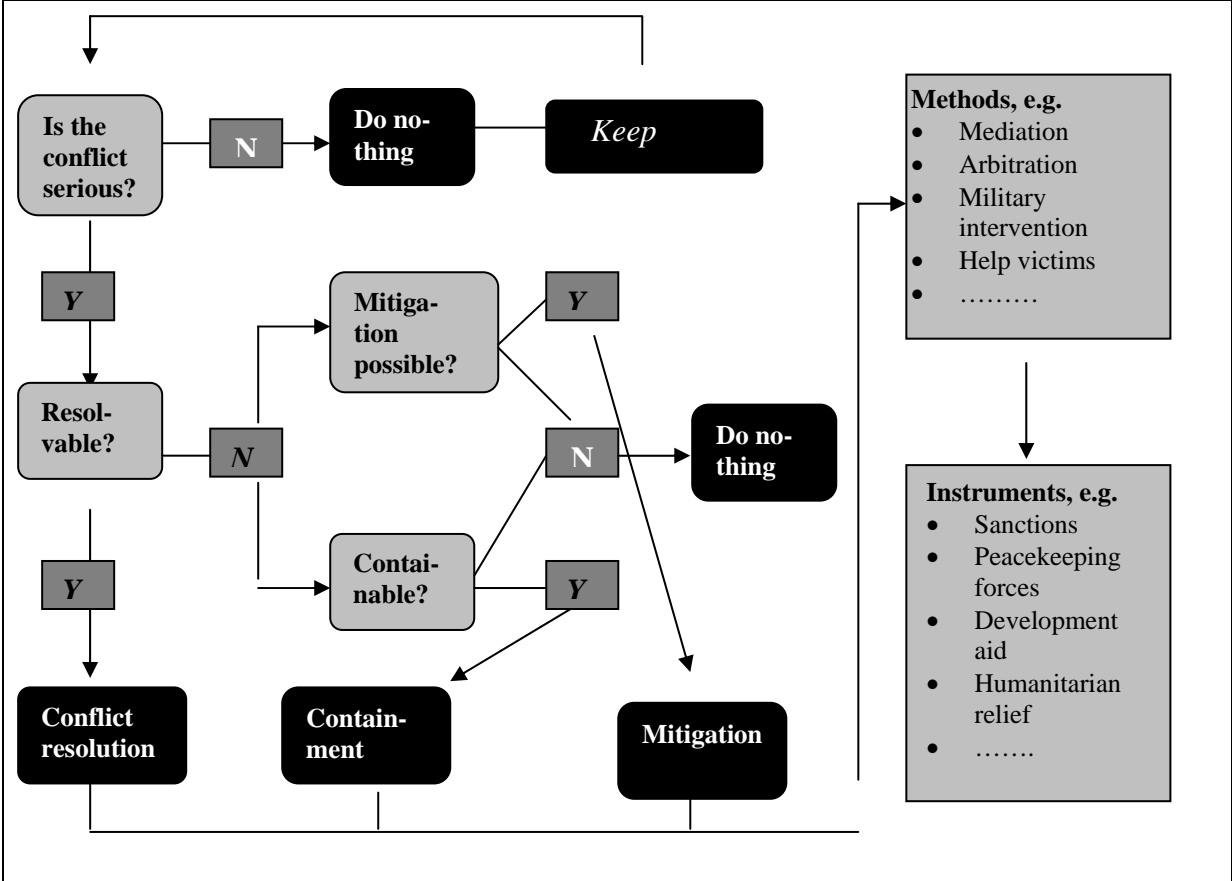 Is the
conflict
serious?
N
Do no-
thing
Keep
Y
Mitiga-
tion
possible?
Y
Resol-
vable?
N
N
Do no-
thing
Y
Contai-
nable?
Y
Conflict
resolution
Contain-
ment
Mitigation
Methods, e.g.
• Mediation
• Arbitration
• Military
intervention
• Help victims
• ………
Instruments, e.g.
• Sanctions
• Peacekeeping
forces
• Development
aid
• Humanitarian
relief
• …….